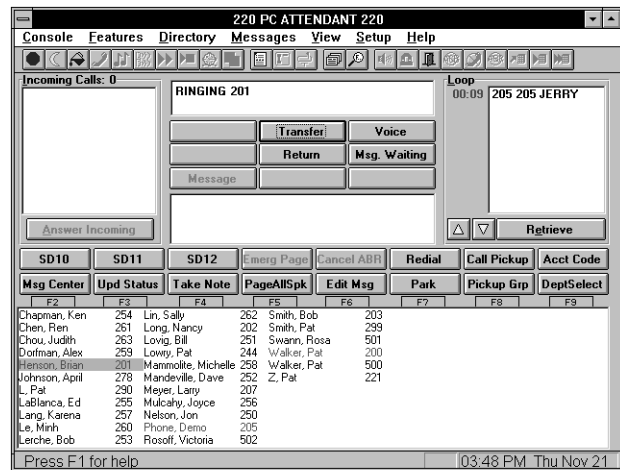 220 PC ATTENDANT 220
Console Features Directory Messages View Setup Help
Incoming Calls: 0
RINGING 201
Loop
00:09 205 205 JERRY
Transfer Voice
Return Msg. Waiting
Message
Answer Incoming
Retrieve
SD10 SD11 SD12 Emerg Page Cancel ABR Redial Call Pickup Acct Code
Msg Center Upd Status Take Note PageAllSpk Edit Msg Park Pickup Grp DeptSelect
F2 F3 F4 F5 F6 F7 F8 F9
Chapman, Ken 254 Lin, Sally 262 Smith, Bob 203
Chen, Ren 261 Long, Nancy 202 Smith, Pat 299
Chou, Judith 263 Lovig, Bill 251 Swann, Rosa 501
Dorfman, Alex 259 Lowry, Pat 244 Walker, Pat 200
Henson, Brian 201 Mammolite, Michelle 258 Walker, Pat 500
Johnson, April 278 Mandeville, Dave 252 Z, Pat 221
L, Pat 290 Meyer, Larry 207
LaBlanca, Ed 255 Mulcahy, Joyce 256
Lang, Karena 257 Nelson, Jon 250
Le, Minh 260 Phone, Demo 205
Lerche, Bob 253 Rosoff, Victoria 502
Press F1 for help 03:48 PM Thu Nov 21